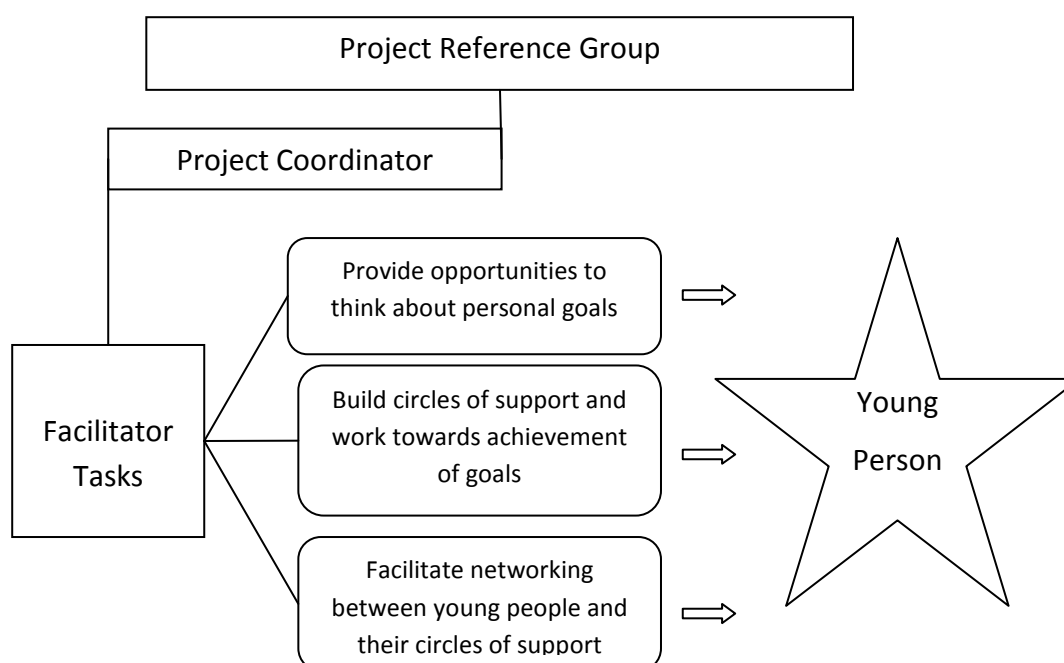 Project Reference Group
Project Coordinator
Provide opportunities to
think about personal goals
Build circles of support and
work towards achievement
of goals
Facilitate networking
between young people and
their circles of support
Facilitator
Tasks
Young
Person